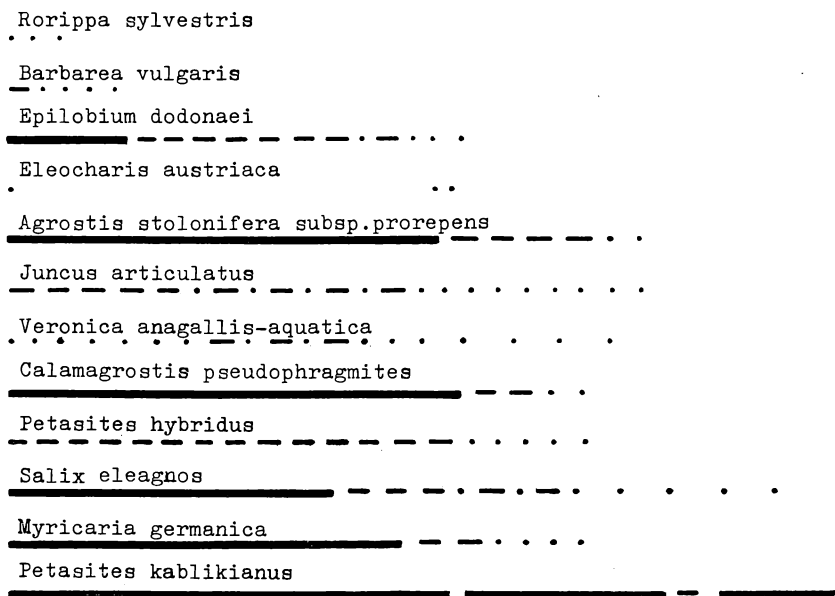 Rorippa sylvestris
Barbarea vulgaris
Epilobium dodonaei
Eleocharis austriaca
Agrostis stolonifera subsp.prorepens
Juncus articulatus
Veronica anagallis-aquatica
Calamagrostis pseudophragmites
Petasites hybridus
Salix eleagnos
Myricaria germanica
Petasites kablikianus